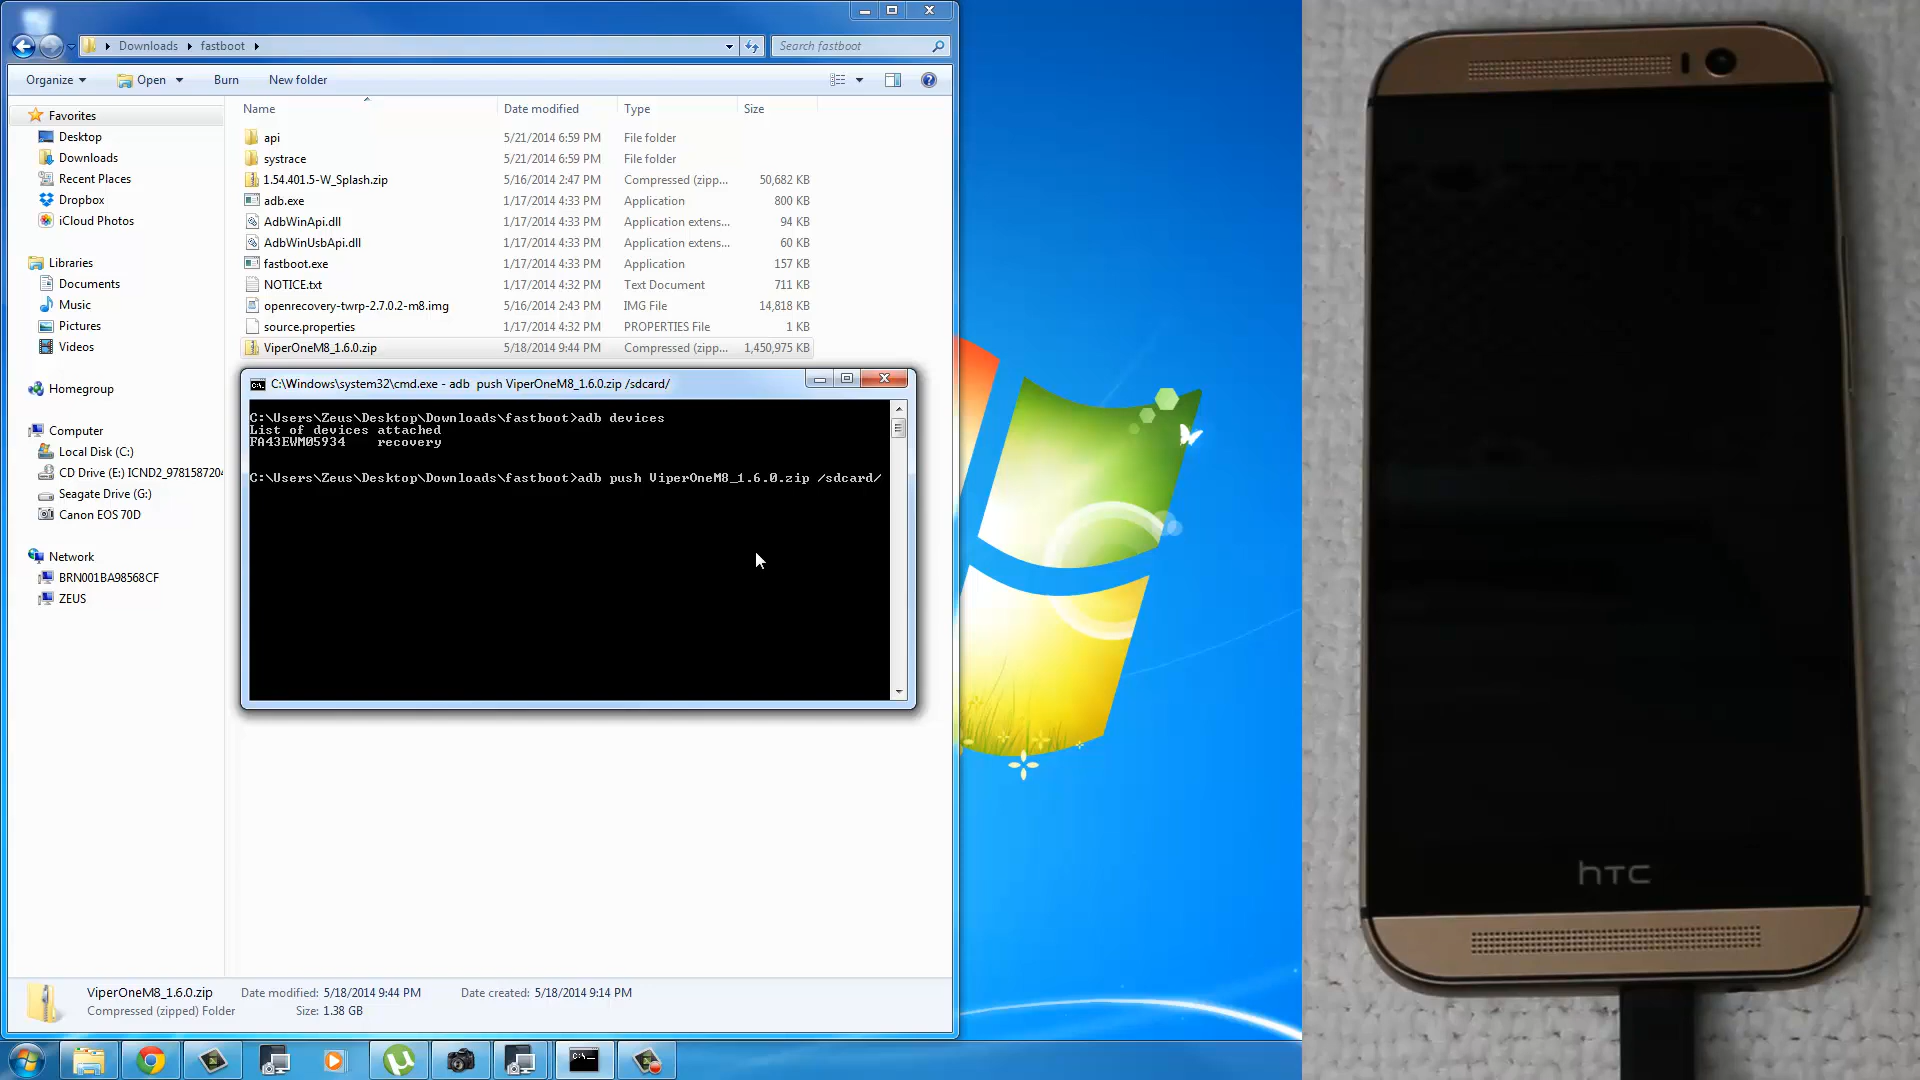 Downloads
fastboot
Search fastboot
Organize
Open
Burn
New folder
Name
Date modified
Type
Size
Favorites
Desktop
Downloads
Recent Places
Dropbox
iCloud Photos
Libraries
Documents
Music
Pictures
Videos
Homegroup
Computer
Local Disk (C:)
CD Drive (E:) ICND2_978158720
Seagate Drive (G:)
Canon EOS 70D
Network
BRN001BA98568CF
ZEUS
api 5/21/2014 6:59 PM File folder
systrace 5/21/2014 6:59 PM File folder
1.54.401.5-W_Splash.zip 5/16/2014 2:47 PM Compressed (zipp... 50,682 KB
adb.exe 1/17/2014 4:33 PM Application 800 KB
AdbWinApi.dll 1/17/2014 4:33 PM Application extens... 94 KB
AdbWinUsbApi.dll 1/17/2014 4:33 PM Application extens... 60 KB
fastboot.exe 1/17/2014 4:33 PM Application 157 KB
NOTICE.txt 1/17/2014 4:32 PM Text Document 711 KB
openrecovery-twrp-2.7.0.2-m8.img 5/16/2014 2:43 PM IMG File 14,818 KB
source.properties 1/17/2014 4:32 PM PROPERTIES File 1 KB
ViperOneM8_1.6.0.zip 5/18/2014 9:44 PM Compressed (zipp... 1,450,975 KB
C:\Windows\system32\cmd.exe - adb push ViperOneM8_1.6.0.zip /sdcard/
C:\Users\Zeus\Desktop\Downloads\fastboot>adb devices
List of devices attached
FA43EWM05934 recovery
C:\Users\Zeus\Desktop\Downloads\fastboot>adb push ViperOneM8_1.6.0.zip /sdcard/
ViperOneM8_1.6.0.zip Date modified: 5/18/2014 9:44 PM Date created: 5/18/2014 9:14 PM
Compressed (zipped) Folder Size: 1.38 GB
hTC